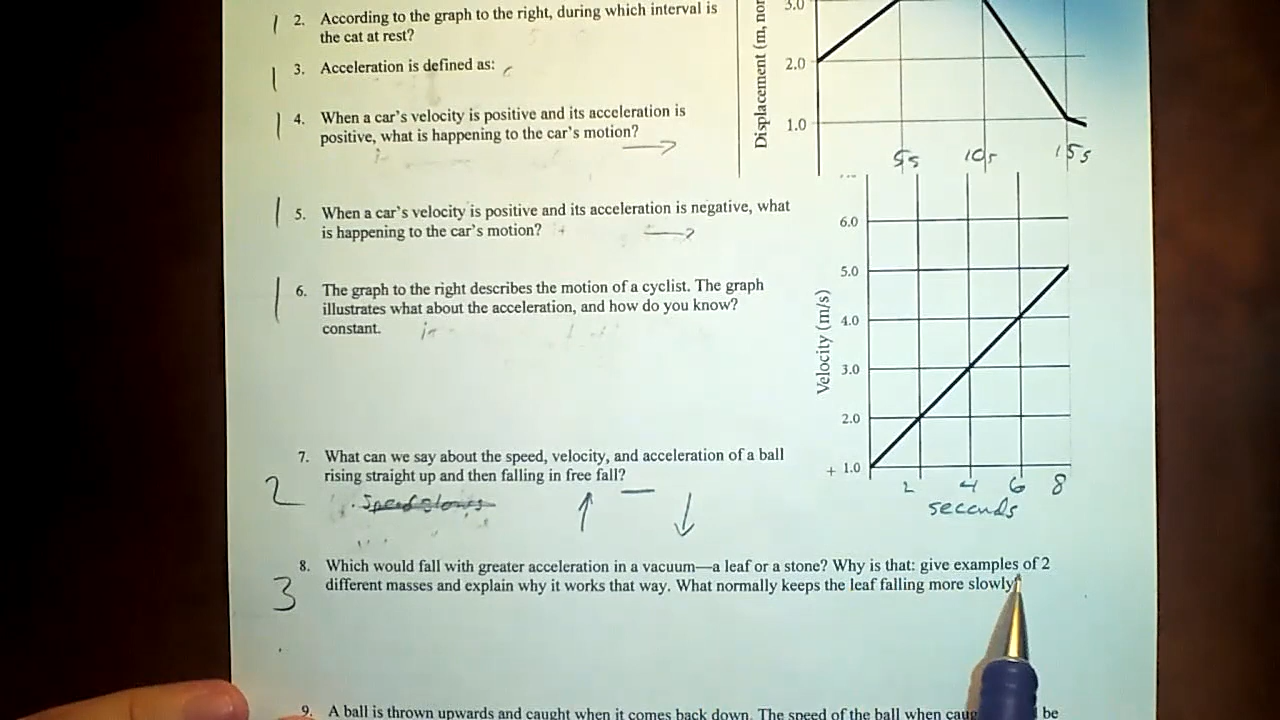 1 2. According to the graph to the right, during which interval is
the cat at rest?
1 3. Acceleration is defined as:
1 4. When a car's velocity is positive and its acceleration is
positive, what is happening to the car's motion?
1 5. When a car's velocity is positive and its acceleration is negative, what
is happening to the car's motion? +
1 6. The graph to the right describes the motion of a cyclist. The graph
illustrates what about the acceleration, and how do you know?
constant.
7. What can we say about the speed, velocity, and acceleration of a ball
rising straight up and then falling in free fall?
2
8. Which would fall with greater acceleration in a vacuum—a leaf or a stone? Why is that: give examples of 2
different masses and explain why it works that way. What normally keeps the leaf falling more slowly
3
9. A ball is thrown upwards and caught when it comes back down. The speed of the ball when be
3.0
2.0
1.0
Displacement (m,
5s 10s 15s
6.0
5.0
4.0
3.0
2.0
+ 1.0
Velocity (m/s)
2 4 6 8
seconds